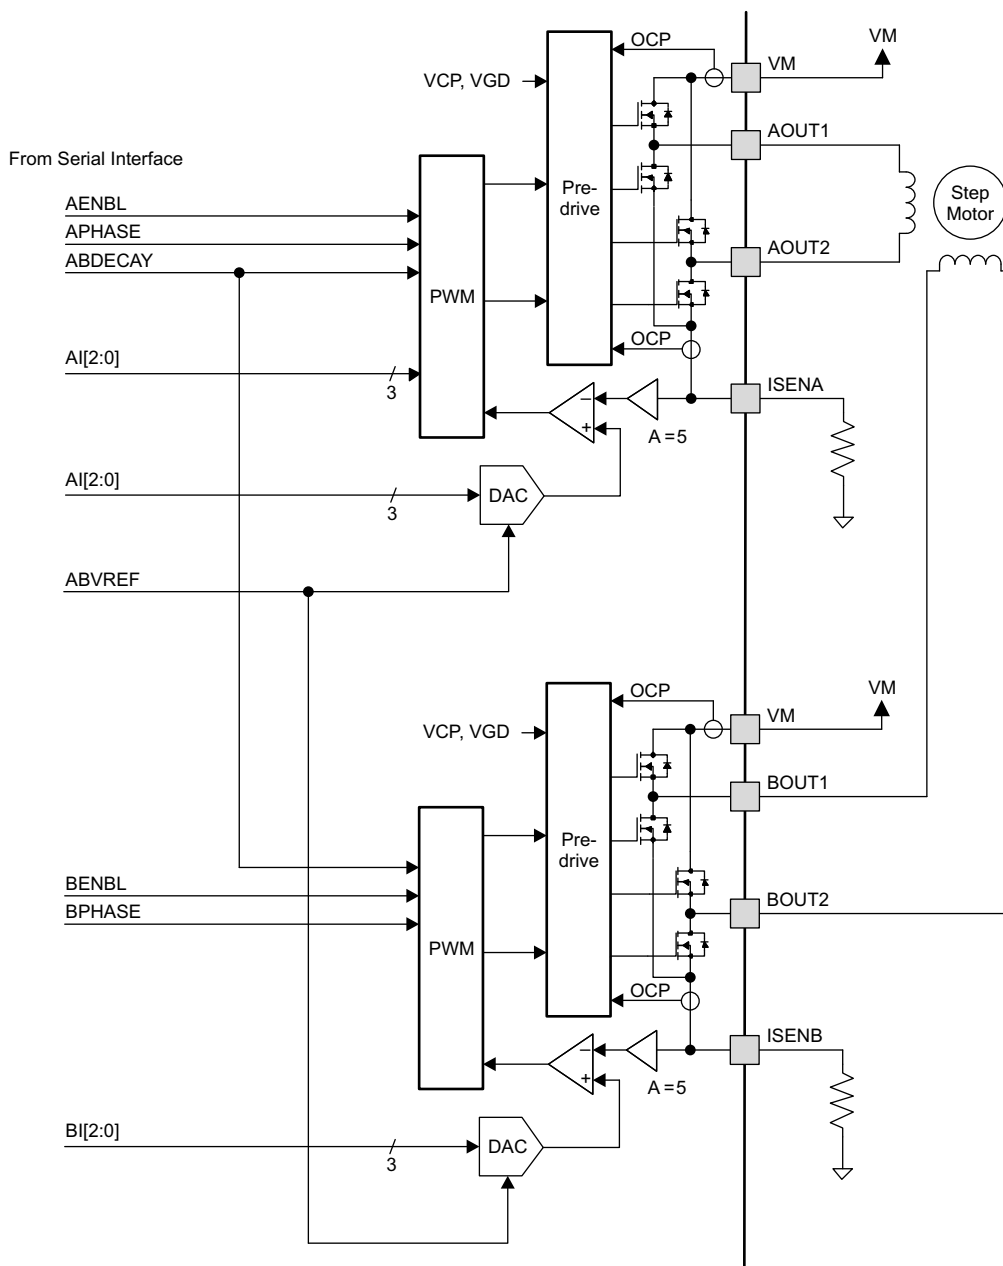 OCP
VM
VM
VCP, VGD
AOUT1
From Serial Interface
AENBL
APHASE
ABDECAY
PWM
Pre-
drive
Step
Motor
AOUT2
OCP
AI[2:0]
3
ISENA
–
+
A = 5
AI[2:0]
3
DAC
ABVREF
OCP
VM
VM
VCP, VGD
BOUT1
Pre-
drive
BENBL
BPHASE
PWM
BOUT2
OCP
ISENB
–
+
A = 5
BI[2:0]
3
DAC